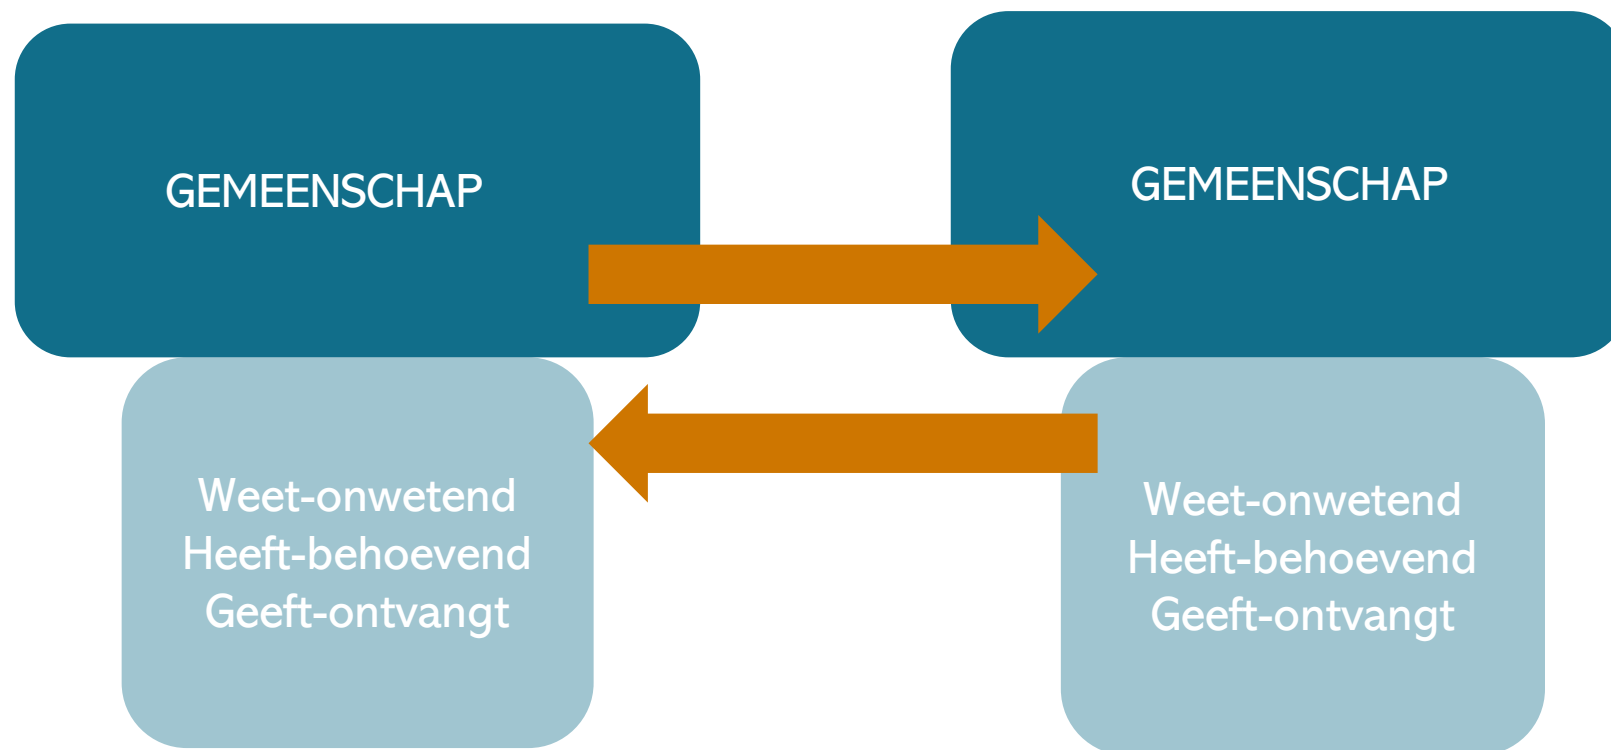 GEMEENSCHAP
GEMEENSCHAP
Weet-onwetend
Heeft-behoevend
Geeft-ontvangt
Weet-onwetend
Heeft-behoevend
Geeft-ontvangt